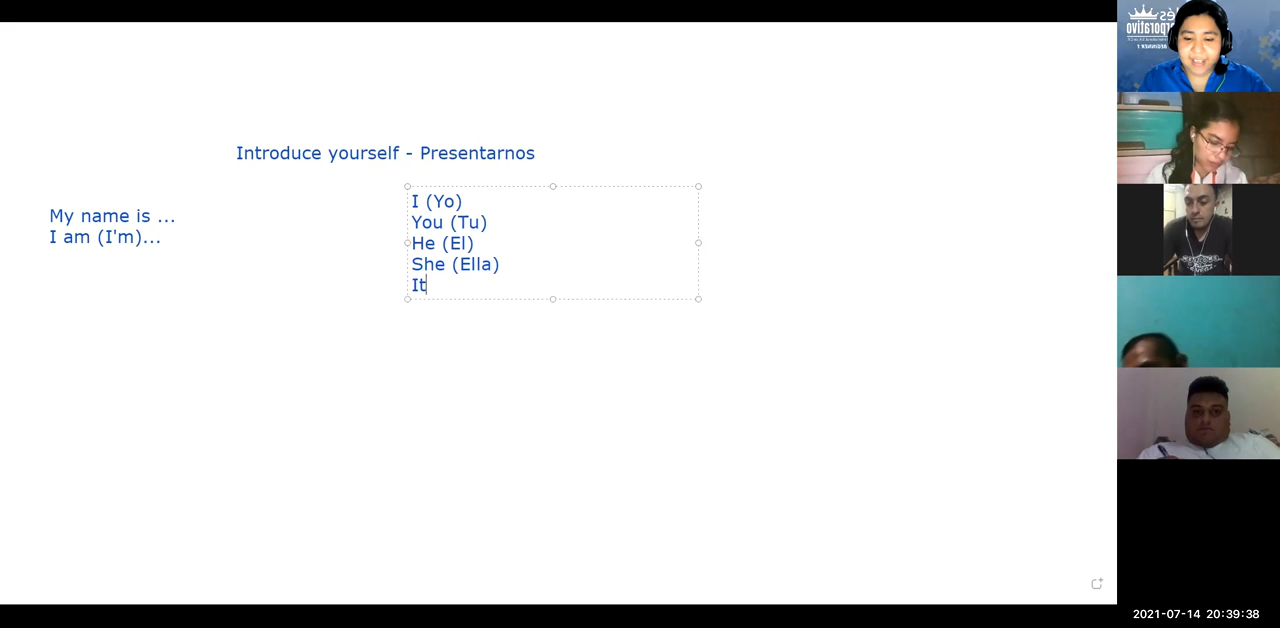 Introduce yourself - Presentarnos
My name is ...
I am (I'm)...
I (Yo)
You (Tu)
He (El)
She (Ella)
It
2021-07-14 20:39:38